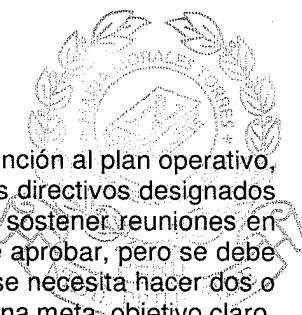 nción al plan operativo,
s directivos designados
sostener reuniones en
e aprobar, pero se debe
se necesita hacer dos o
na meta, objetivo claro,